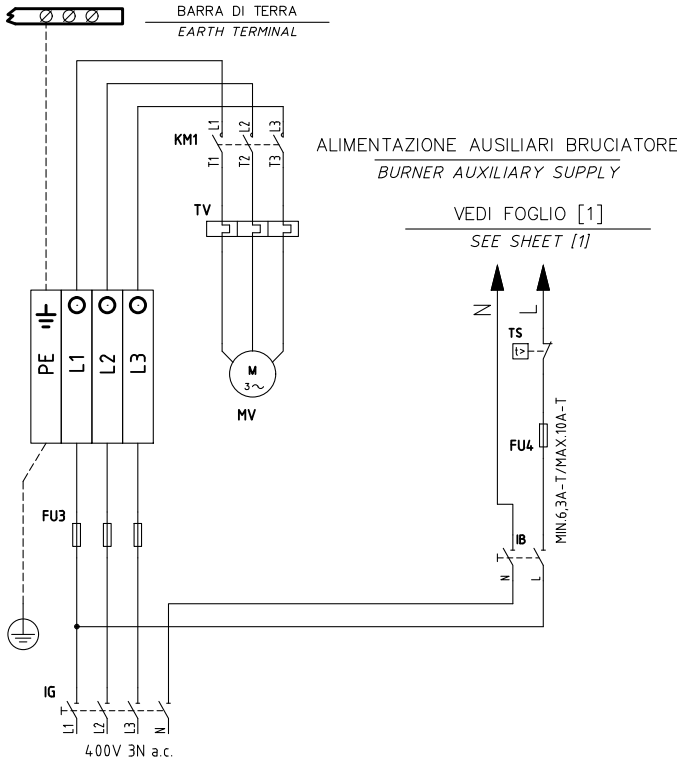 BARRA DI TERRA
EARTH TERMINAL
KM1
L1
L2
L3
T1
T2
T3
ALIMENTAZIONE AUSILIARI BRUCIATORE
BURNER AUXILIARY SUPPLY
TV
VEDI FOGLIO [1]
SEE SHEET [1]
N
L
TS
t>
PE
L1
L2
L3
M
3~
MV
FU4
MIN.6,3A-T/MAX.10A-T
FU3
IB
N
L
IG
L1
L2
L3
N
400V 3N a.c.